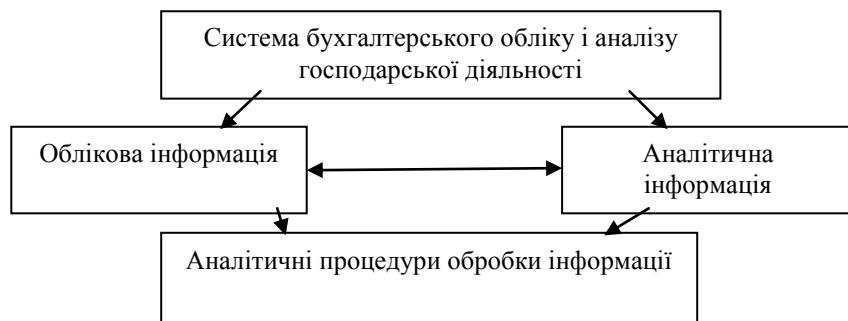 Система бухгалтерського обліку і аналізу
господарської діяльності
Облікова інформація
Аналітична
інформація
Аналітичні процедури обробки інформації